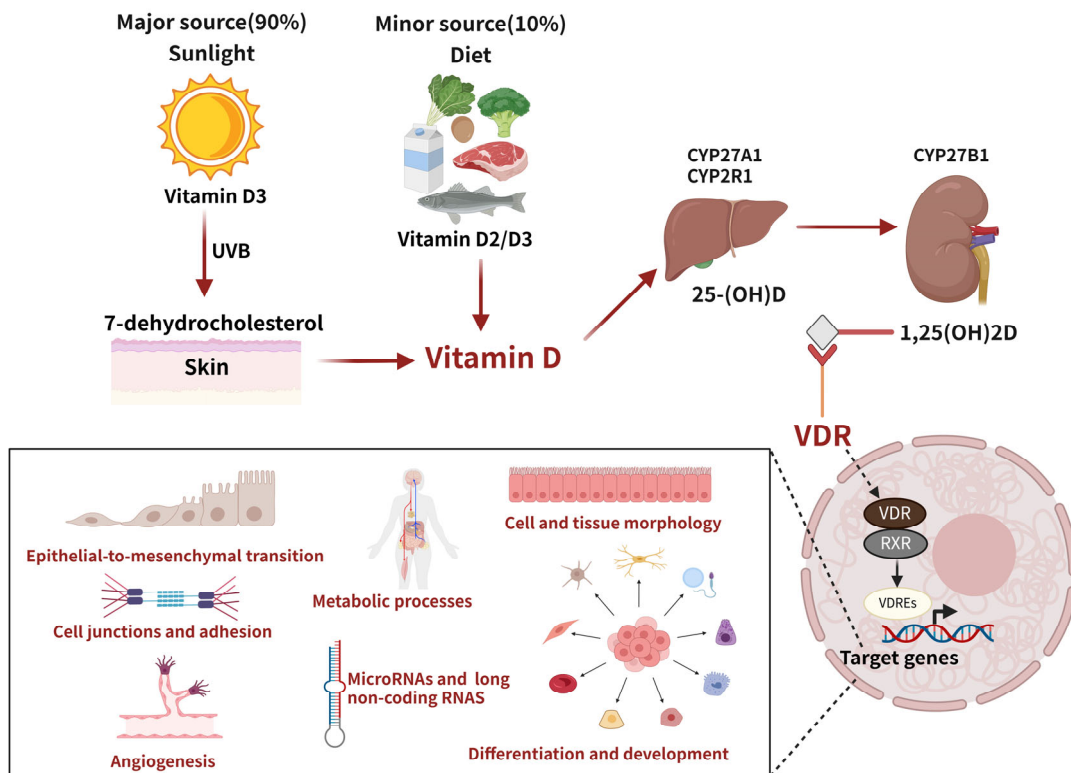 Major source(90%)
Sunlight
Vitamin D3
UVB
7-dehydrocholesterol
Skin
Minor source(10%)
Diet
Vitamin D2/D3
Vitamin D
CYP27A1
CYP2R1
25-(OH)D
CYP27B1
1,25(OH)2D
VDR
VDR
RXR
VDREs
Target genes
Epithelial-to-mesenchymal transition
Cell junctions and adhesion
Angiogenesis
Metabolic processes
MicroRNAs and long
non-coding RNAS
Cell and tissue morphology
Differentiation and development